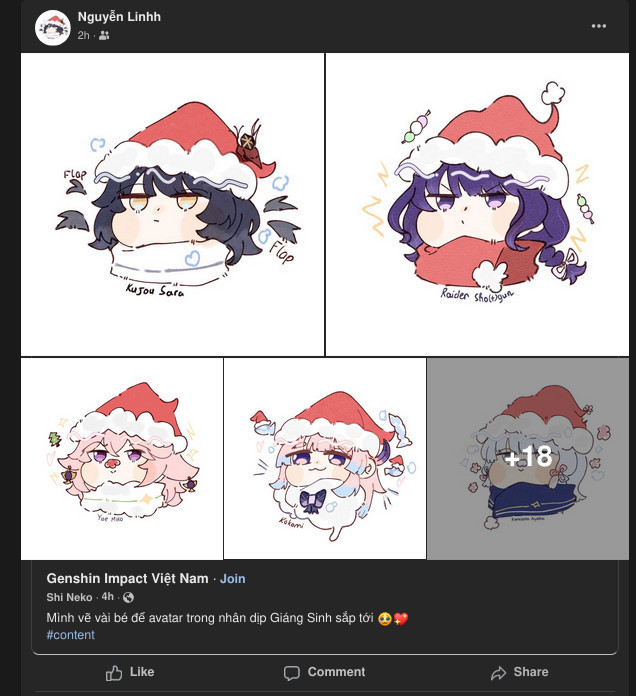 Nguyễn Linhh
2h ·
Flap
Flap
Kujou Sara
Raider Sho(t)gun
Yae Miko
Kokomi
+18
Kamisato Ayaka
Genshin Impact Việt Nam · Join
Shi Neko · 4h ·
Mình vẽ vài bé để avatar trong nhân dịp Giáng Sinh sắp tới 🥹💖
#content
Like
Comment
Share